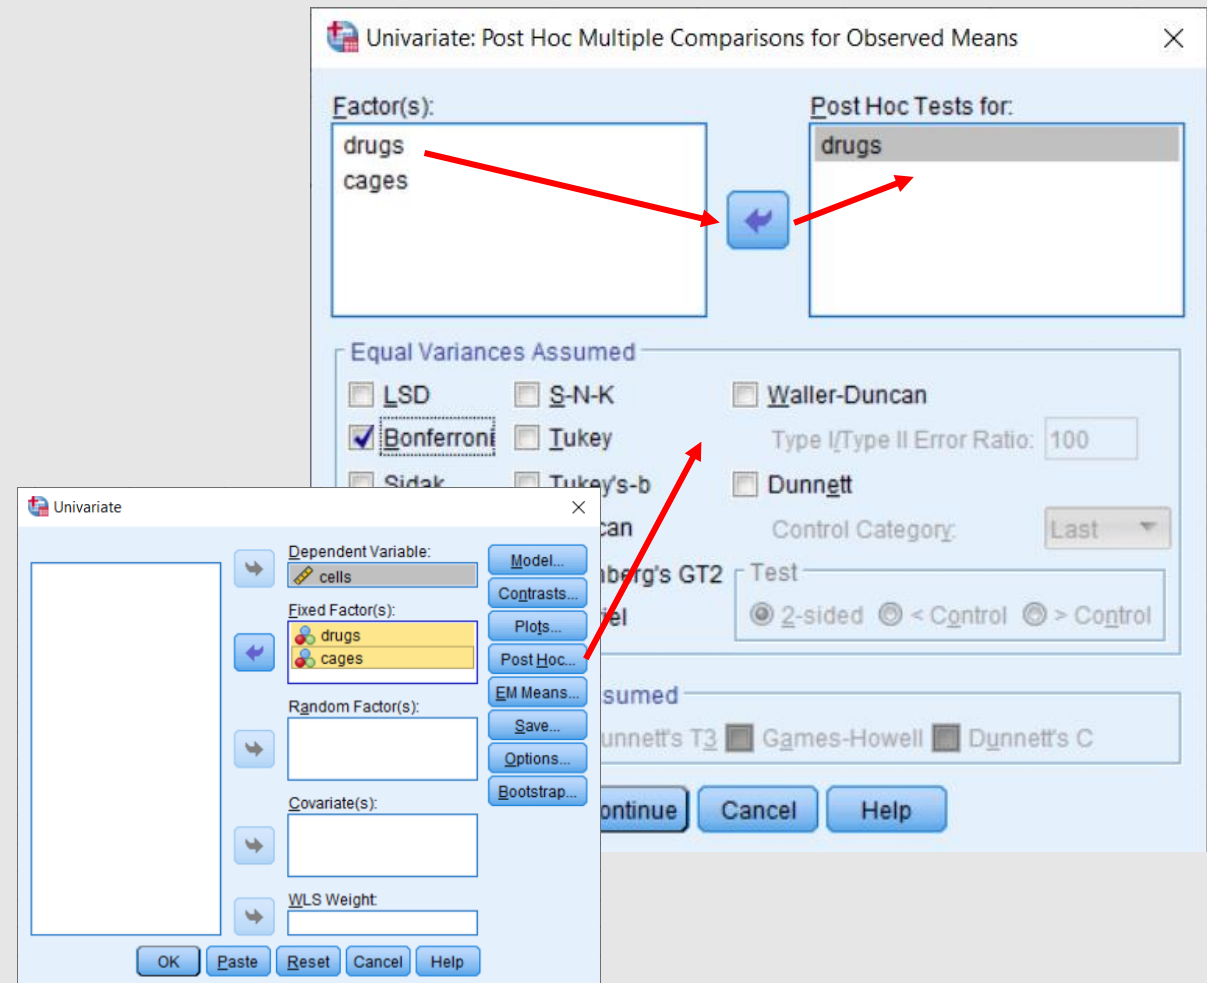 Univariate: Post Hoc Multiple Comparisons for Observed Means
Factor(s):
Post Hoc Tests for:
drugs
cages
drugs
Equal Variances Assumed
LSD
S-N-K
Waller-Duncan
Bonferroni
Tukey
Type I/Type II Error Ratio: 100
Sidak
Tukey's-b
Dunnett
Control Category: Last
Test
2-sided
< Control
> Control
GT2
Games-Howell
Dunnett's C
Continue
Cancel
Help
Univariate
Dependent Variable:
cells
Fixed Factor(s):
drugs
cages
Random Factor(s):
Covariate(s):
WLS Weight:
Model...
Contrasts...
Plots...
Post Hoc...
EM Means...
Save...
Options...
Bootstrap...
OK
Paste
Reset
Cancel
Help